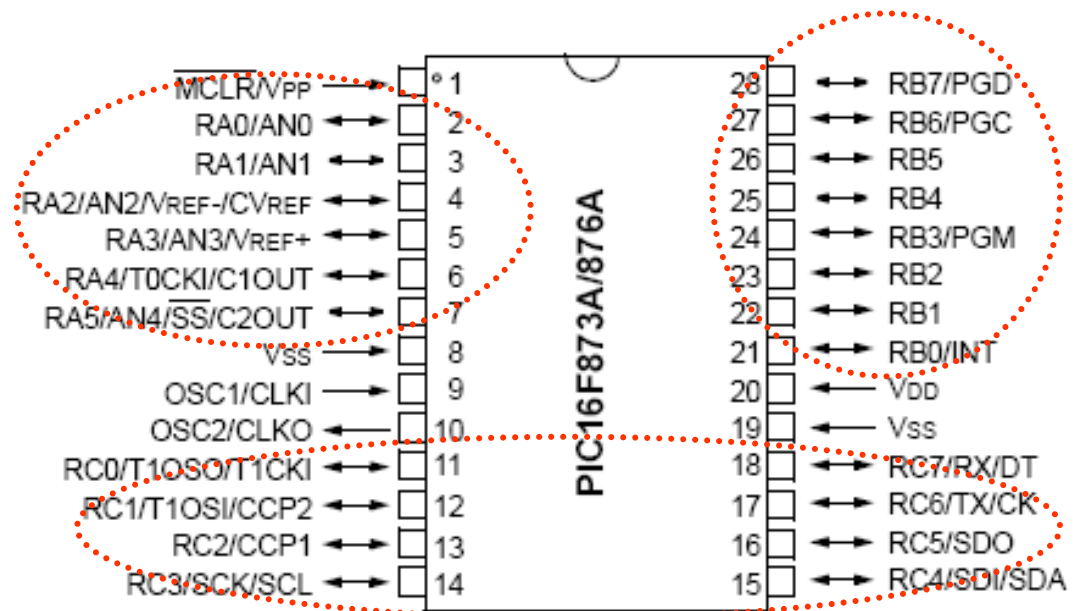 MCLR/VPP 1
RA0/AN0 2
RA1/AN1 3
RA2/AN2/VREF-/CVREF 4
RA3/AN3/VREF+ 5
RA4/T0CKI/C1OUT 6
RA5/AN4/SS/C2OUT 7
VSS 8
OSC1/CLKI 9
OSC2/CLKO 10
RC0/T1OSO/T1CKI 11
RC1/T1OSI/CCP2 12
RC2/CCP1 13
RC3/SCK/SCL 14
PIC16F873A/876A
28 RB7/PGD
27 RB6/PGC
26 RB5
25 RB4
24 RB3/PGM
23 RB2
22 RB1
21 RB0/INT
20 VDD
19 VSS
18 RC7/RX/DT
17 RC6/TX/CK
16 RC5/SDO
15 RC4/SDI/SDA